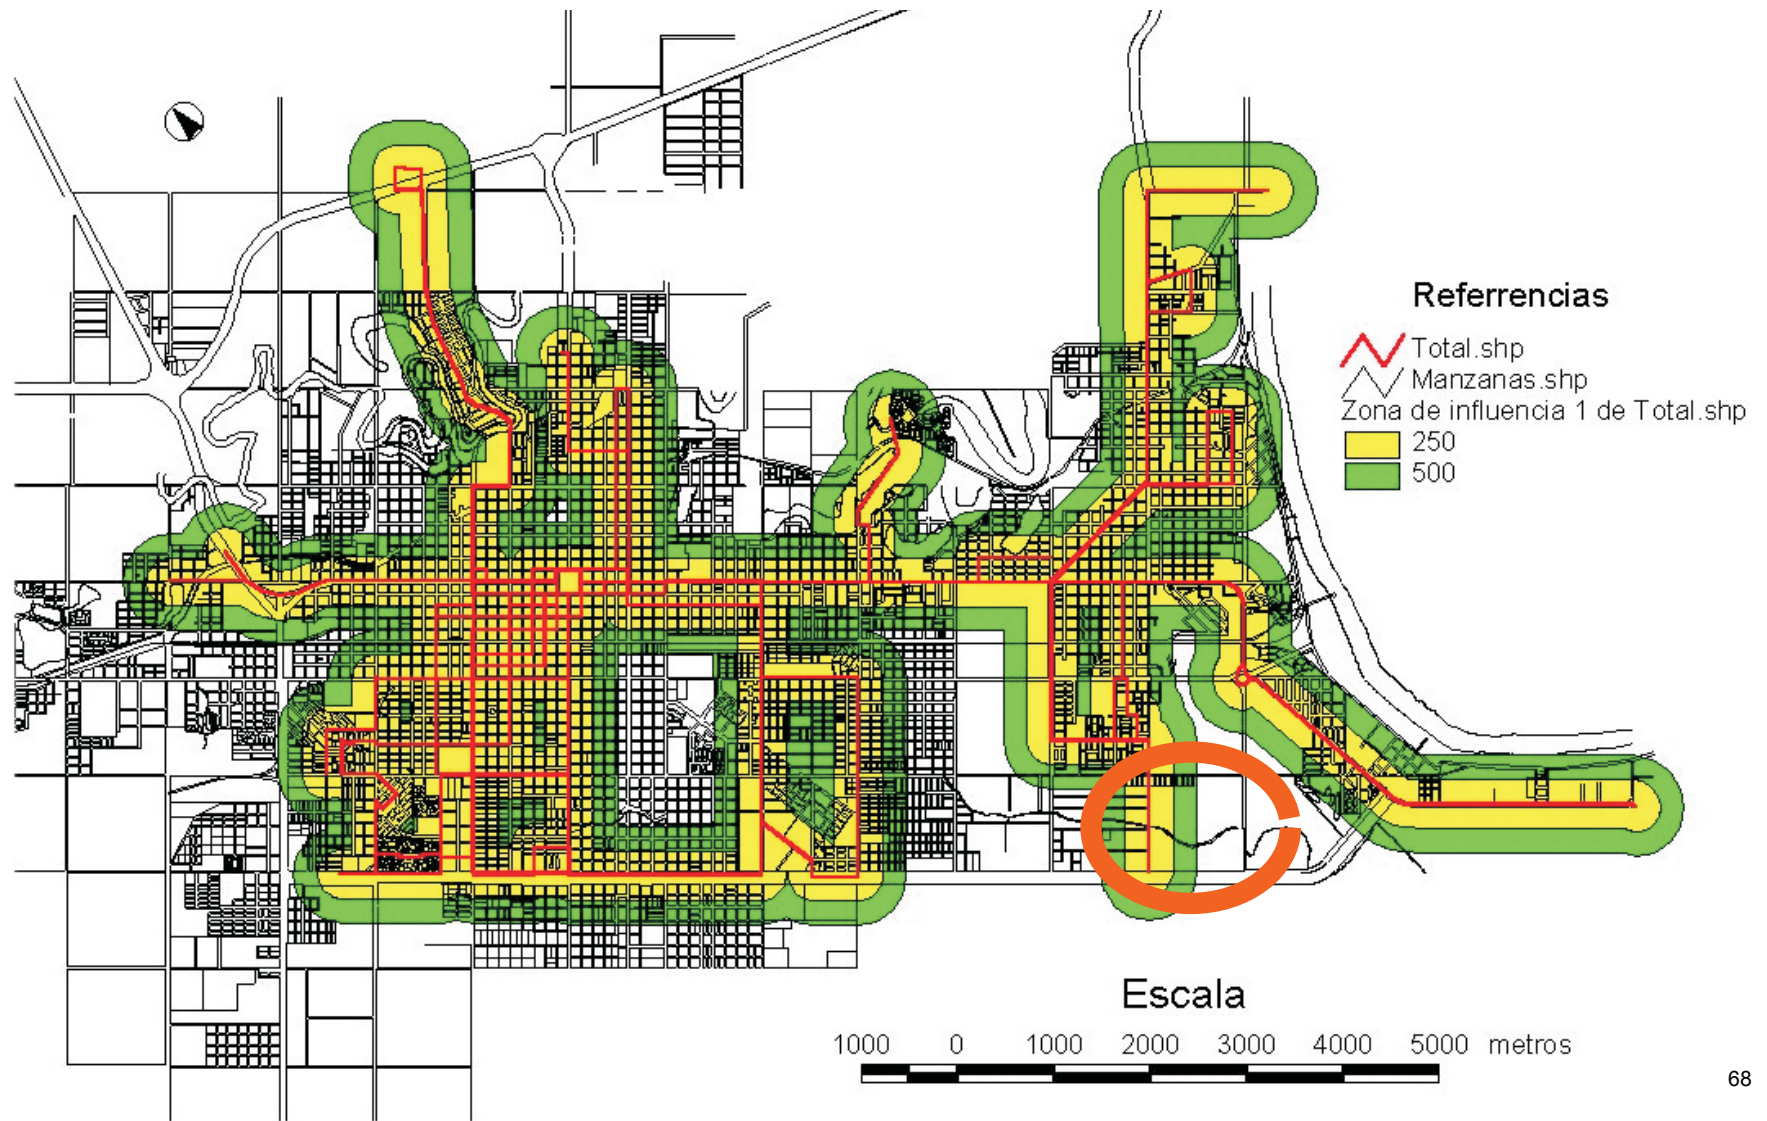 Referrencias
Total.shp
Manzanas.shp
Zona de influencia 1 de Total.shp
250
500
Escala
1000 0 1000 2000 3000 4000 5000 metros
68